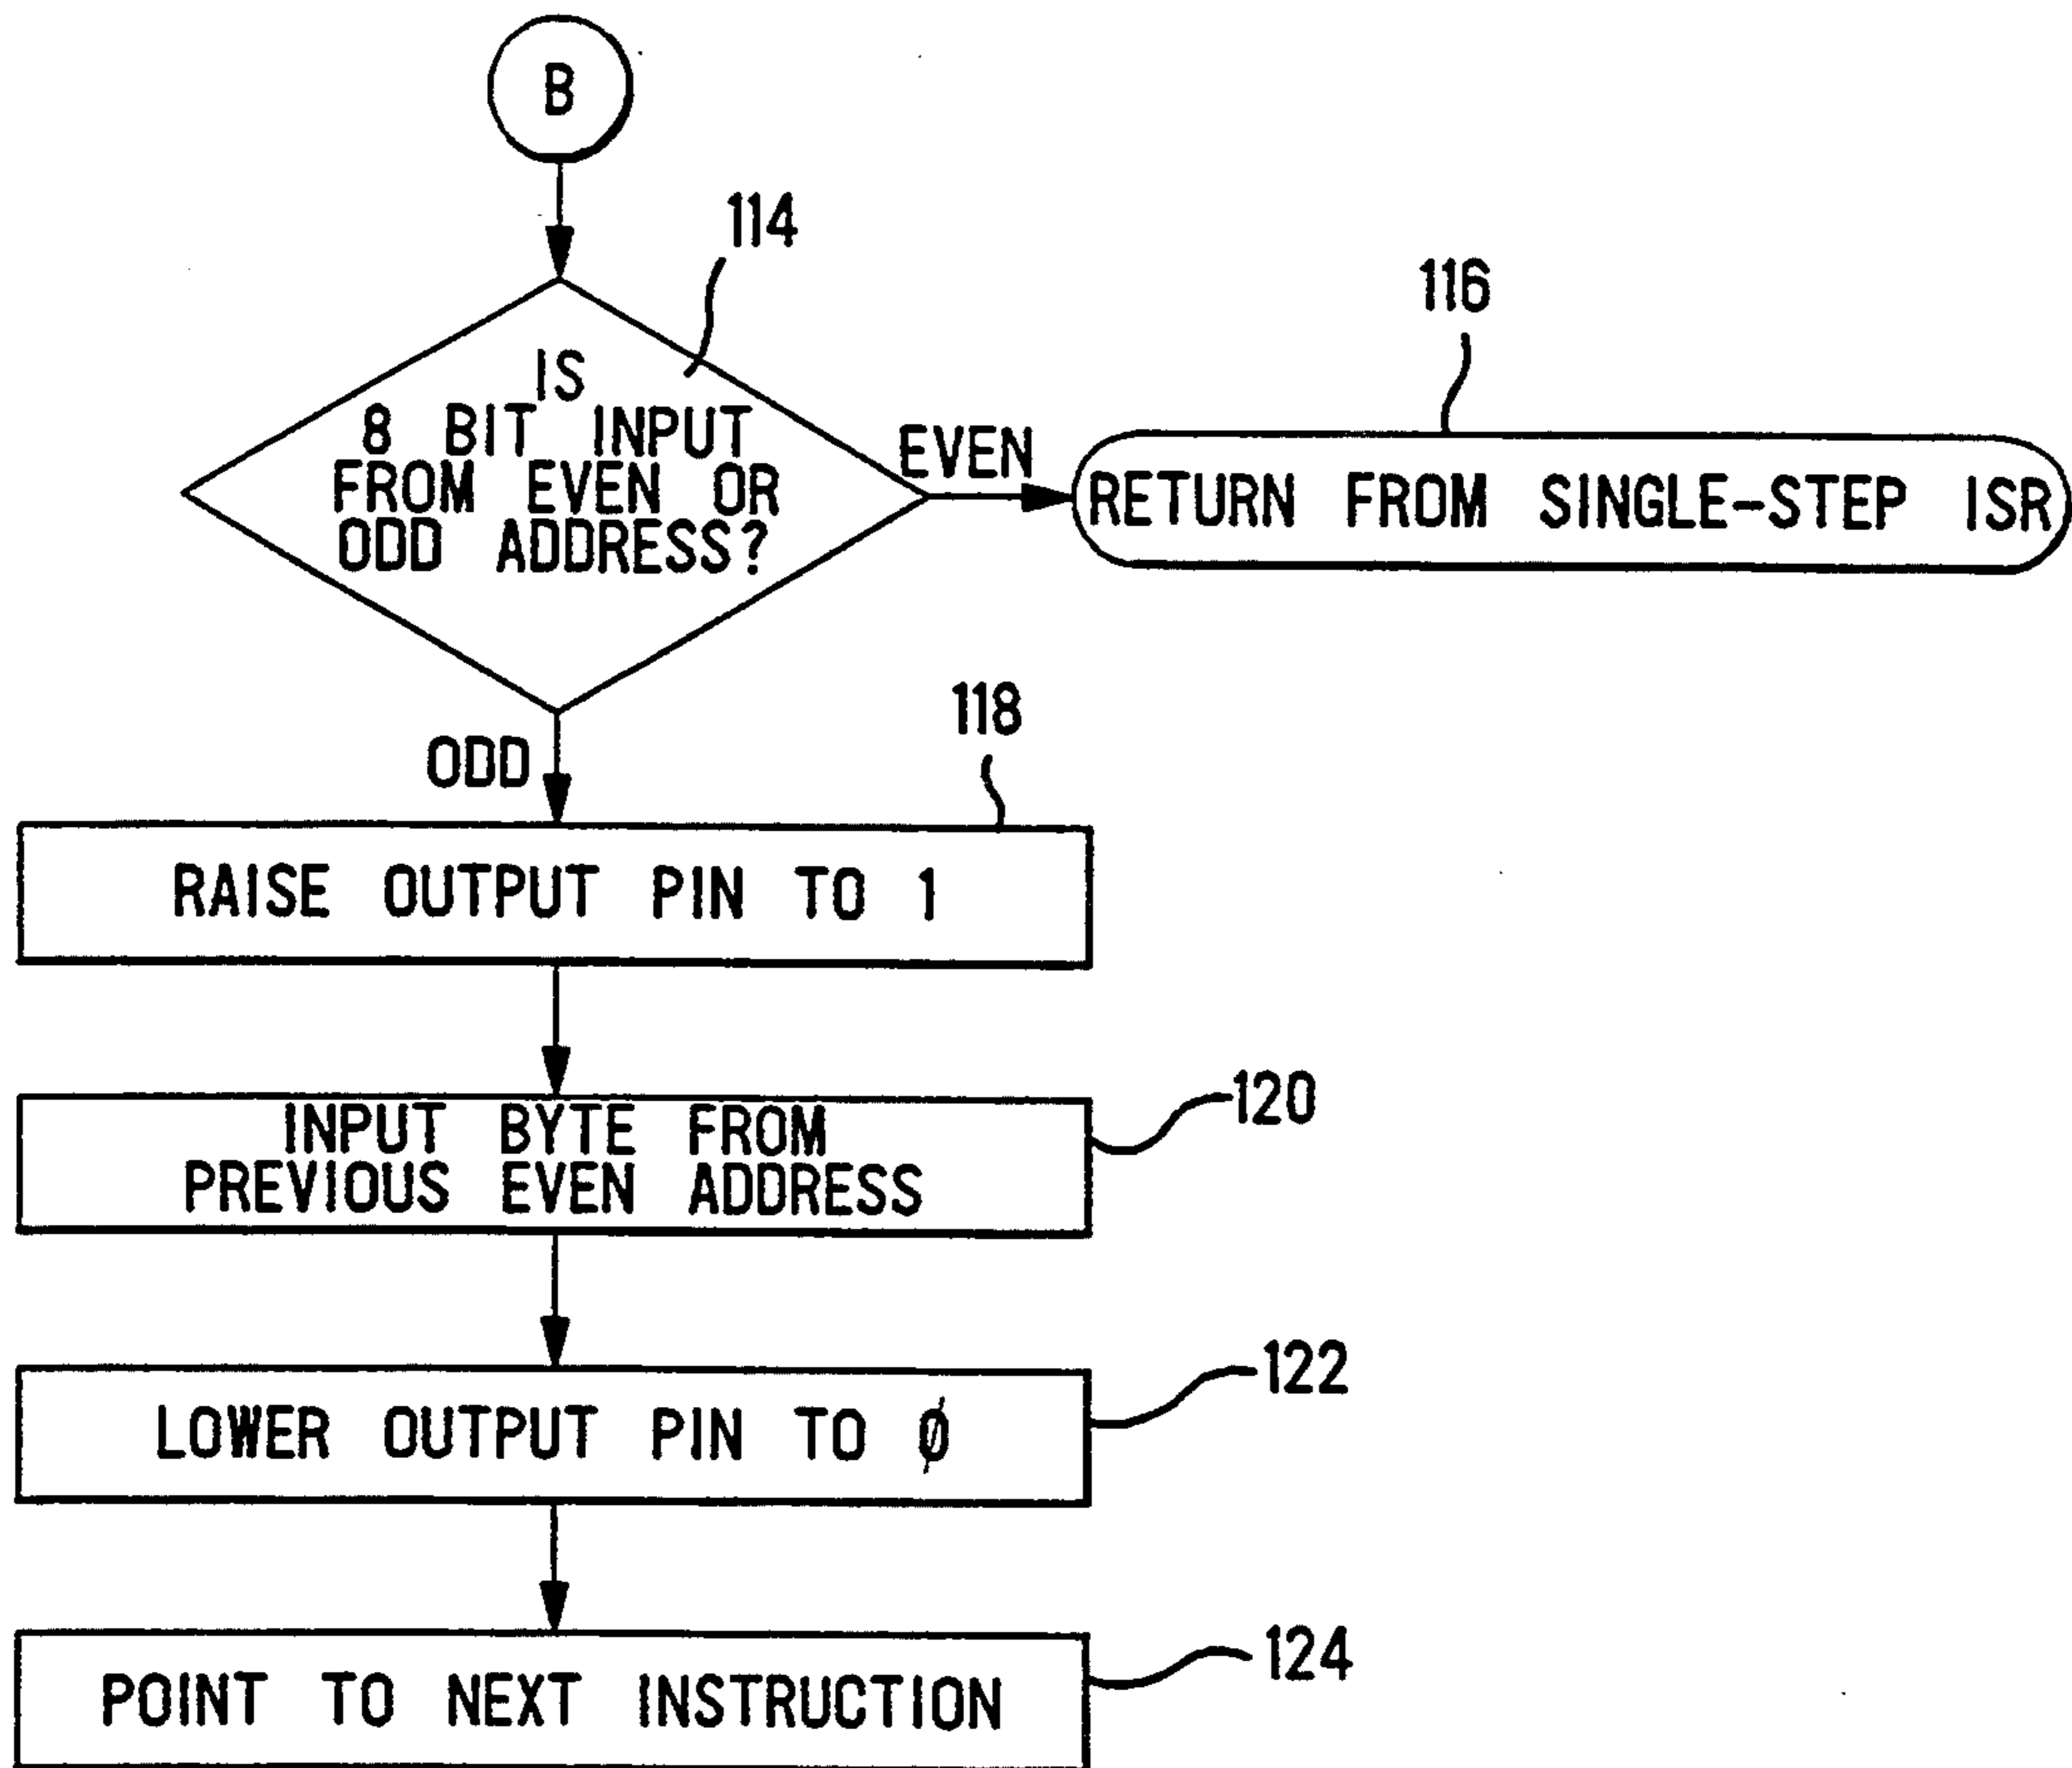 B
114
IS
8 BIT INPUT
FROM EVEN OR
ODD ADDRESS?
EVEN
116
RETURN FROM SINGLE-STEP ISR
ODD
118
RAISE OUTPUT PIN TO 1
INPUT BYTE FROM
PREVIOUS EVEN ADDRESS
120
LOWER OUTPUT PIN TO Ø
122
POINT TO NEXT INSTRUCTION
124